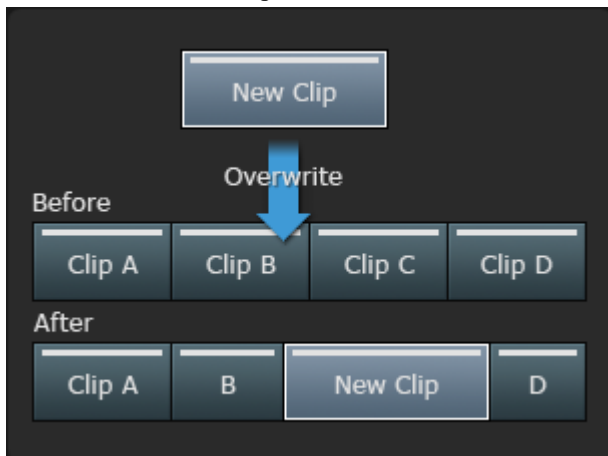 New Clip
Overwrite
Before
Clip A Clip B Clip C Clip D
After
Clip A B New Clip D